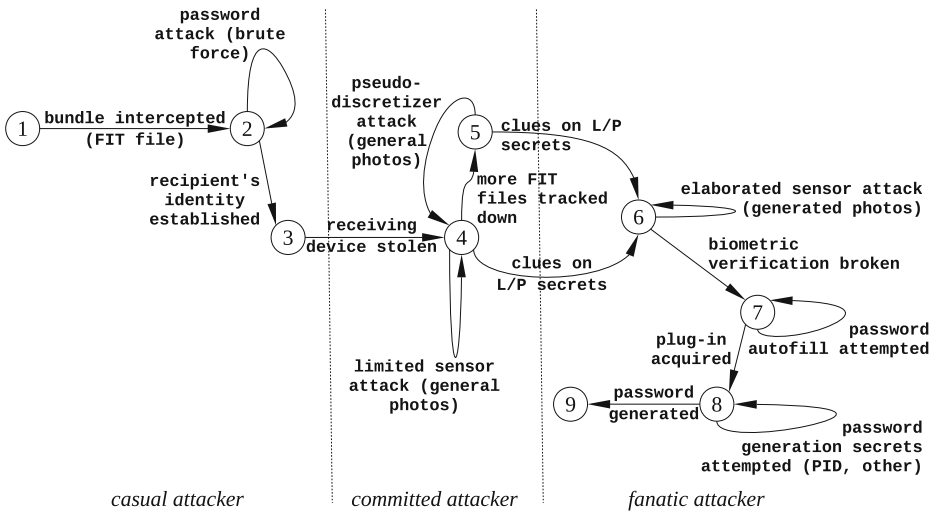 password
attack (brute
force)
1
bundle intercepted
(FIT file)
2
recipient's
identity
established
3
receiving
device stolen
pseudo-
discretizer
attack
(general
photos)
5
clues on L/P
secrets
more FIT
files tracked
down
4
clues on
L/P secrets
limited sensor
attack (general
photos)
6
elaborated sensor attack
(generated photos)
biometric
verification broken
7
password
autofill attempted
plug-in
acquired
8
password
generated
9
password
generation secrets
attempted (PID, other)
casual attacker
committed attacker
fanatic attacker